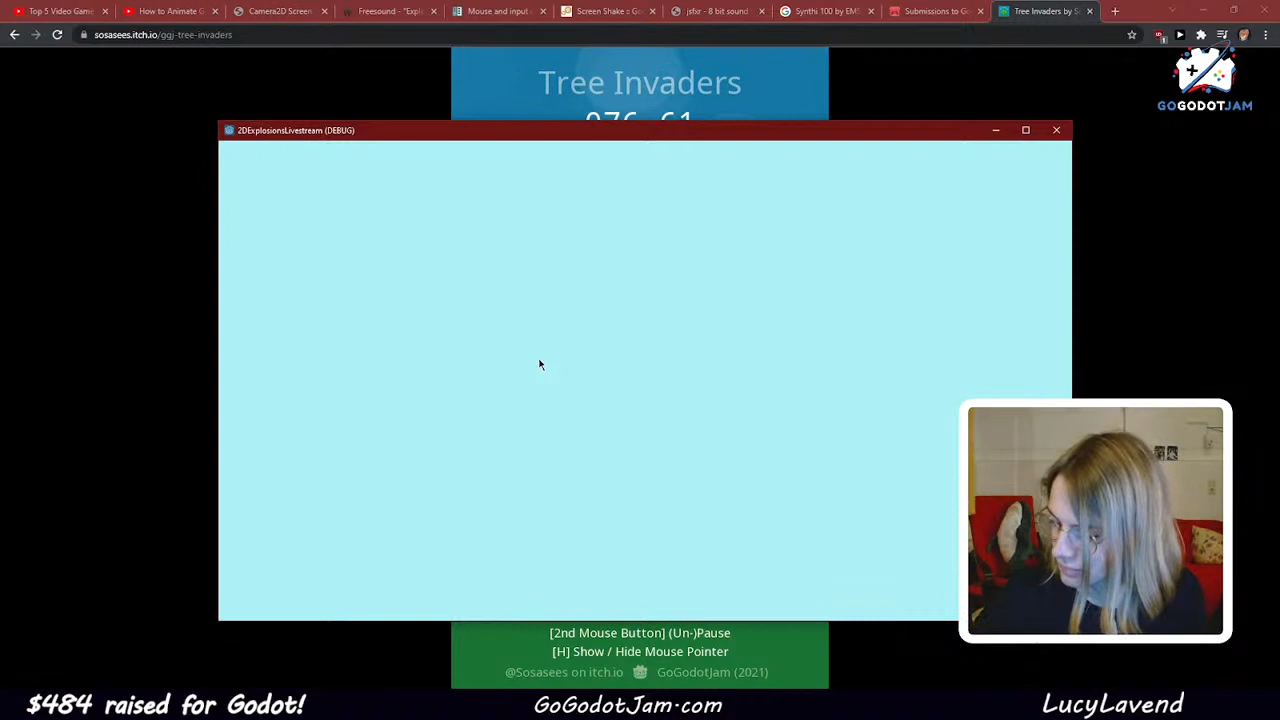 Top 5 Video Game
How to Animate G
Camera2D Screen
Freesound - "Explo
Mouse and input
Screen Shake :: Go
jsfxr - 8 bit sound
Synthi 100 by EMS
Submissions to Go
Tree Invaders by S
sosasees.itch.io/ggj-tree-invaders
GOGODOTJAM
Tree Invaders
2DExplosionsLivestream (DEBUG)
[2nd Mouse Button] (Un-)Pause
[H] Show / Hide Mouse Pointer
@Sosasees on itch.io GoGodotJam (2021)
$484 raised for Godot! GoGodotJam.com LucyLavend